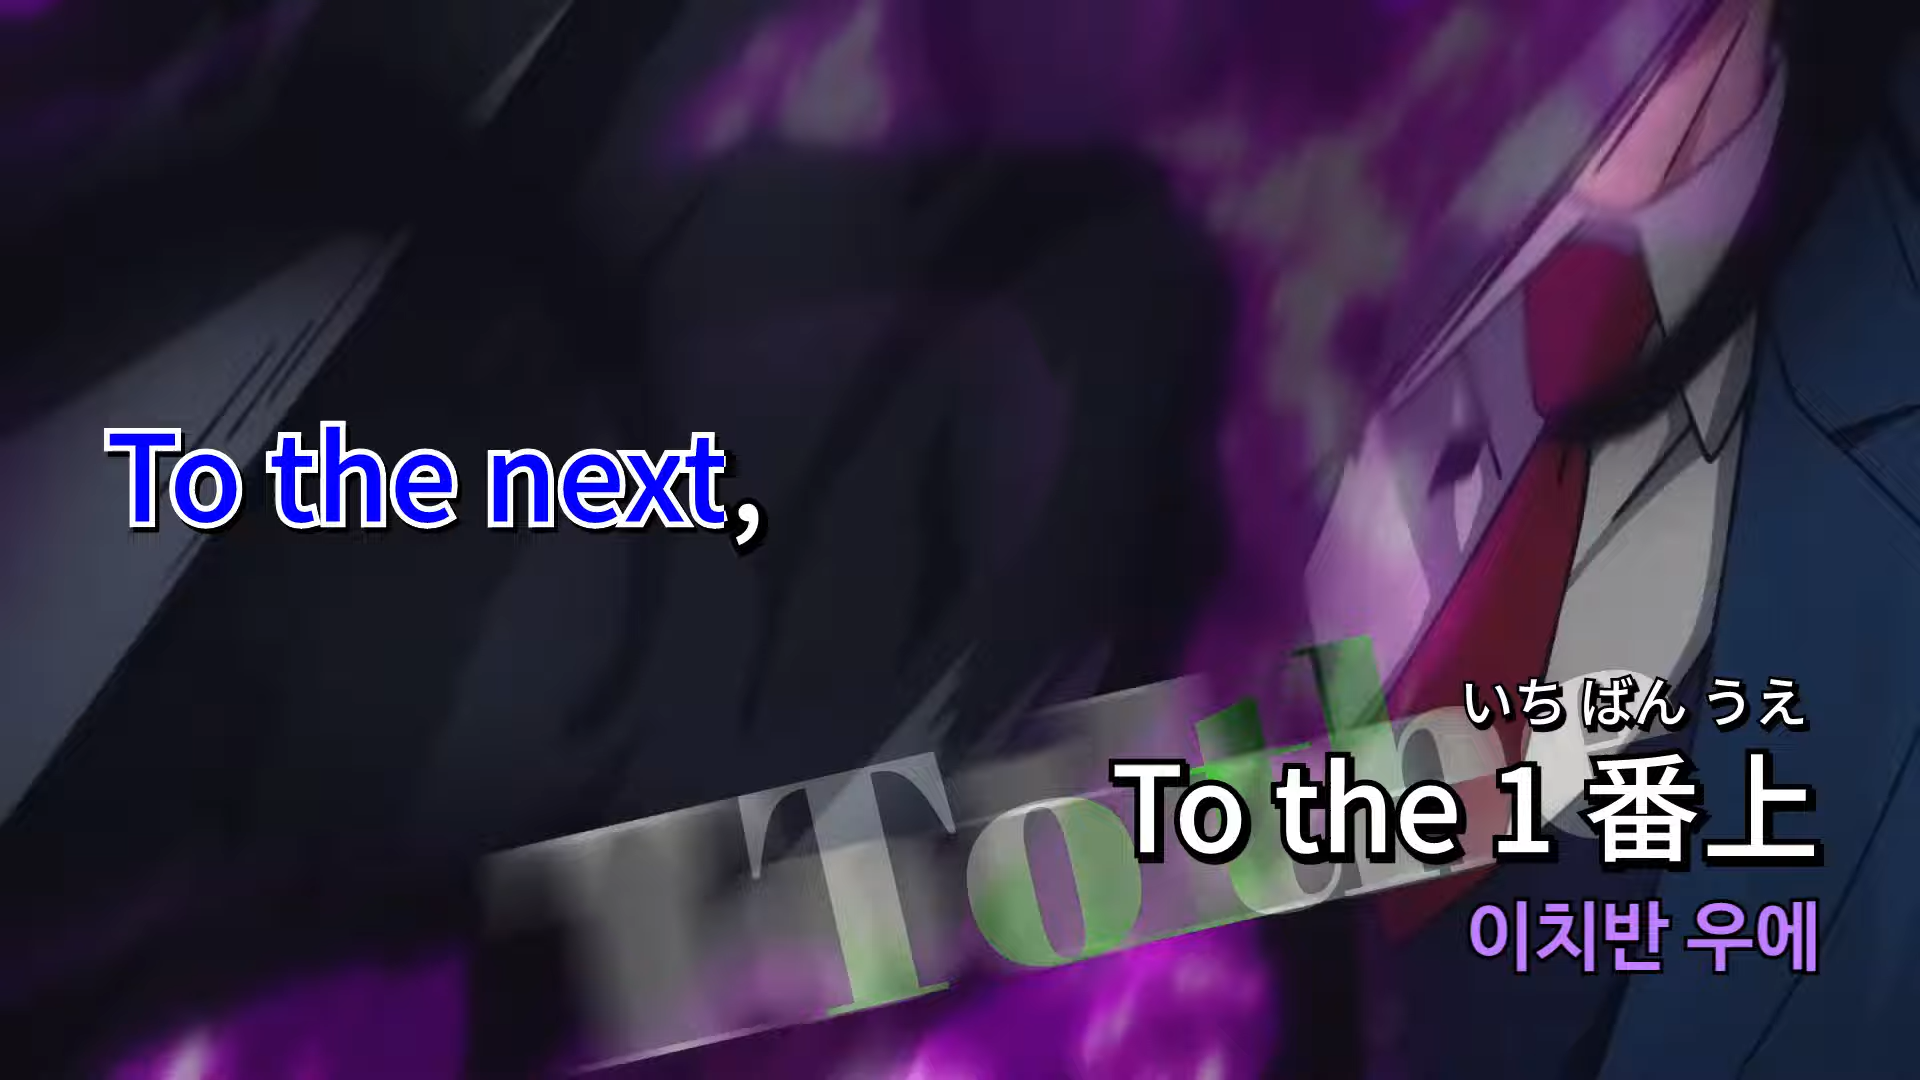 To the next,
いち ばん うえ
To the 1 番上
이치반 우에
To the